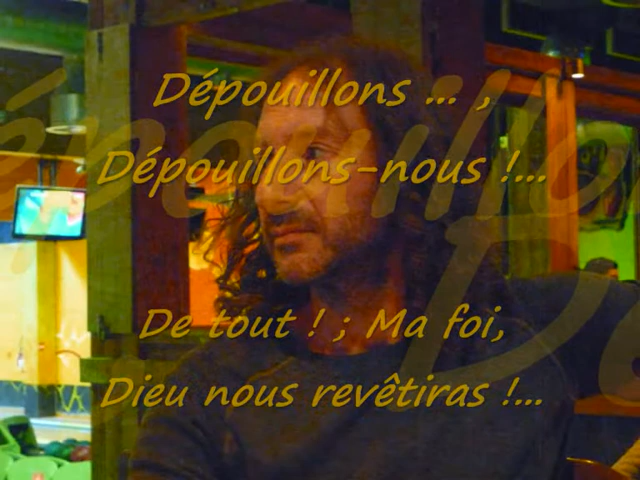 Dépouillons ... ,
Dépouillons-nous !...
De tout ! ; Ma foi,
Dieu nous revêtiras !...